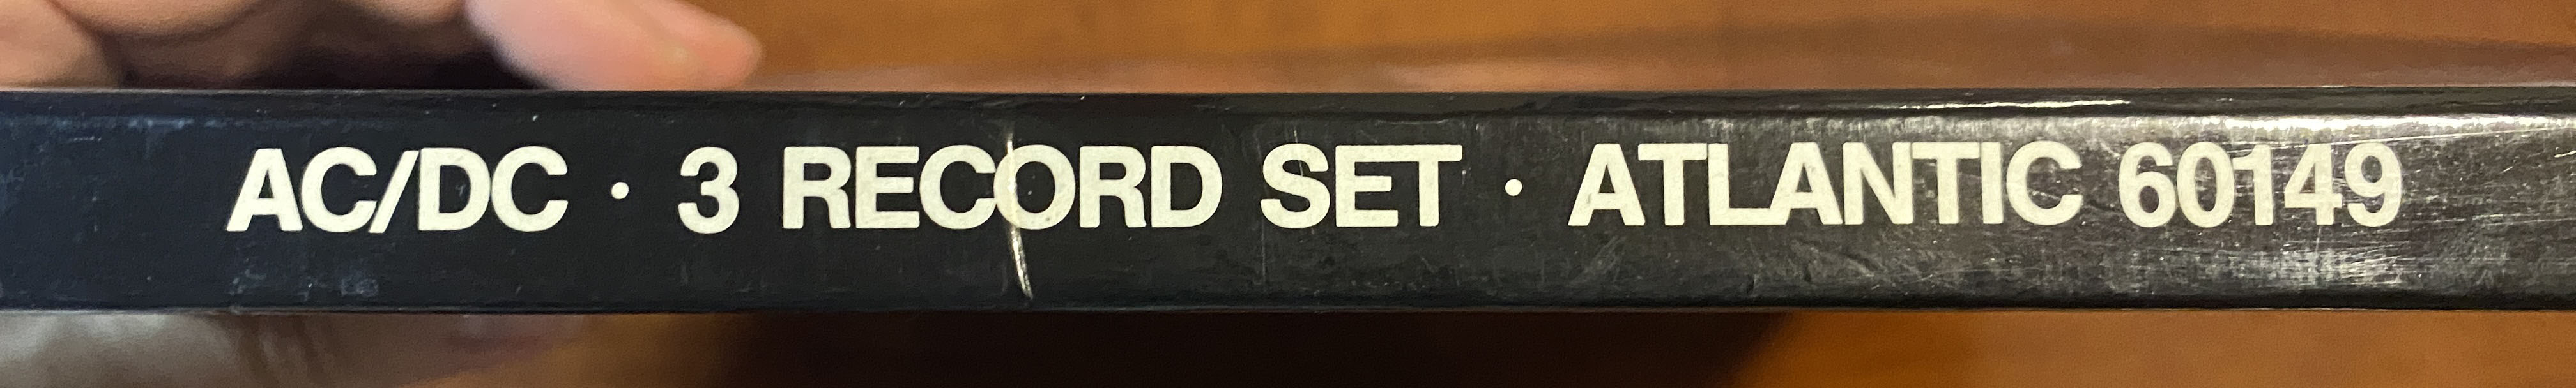 AC/DC · 3 RECORD SET · ATLANTIC 60149